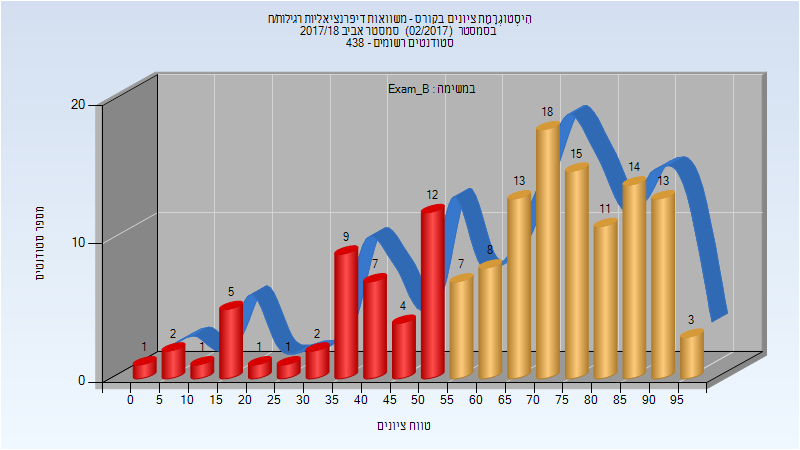 היסטוגרמת ציונים בקורס - משוואות דיפרנציאליות רגילות/ח
בסמסטר (02/2017) סמסטר אביב 2017/18
סטודנטים רשומים - 438
במשימה : Exam_B
מספר סטודנטים
20
10
0
1 2 1 5 1 1 2 9 7 4 12 7 8 13 18 15 11 14 13 3
0 5 10 15 20 25 30 35 40 45 50 55 60 65 70 75 80 85 90 95
טווח ציונים